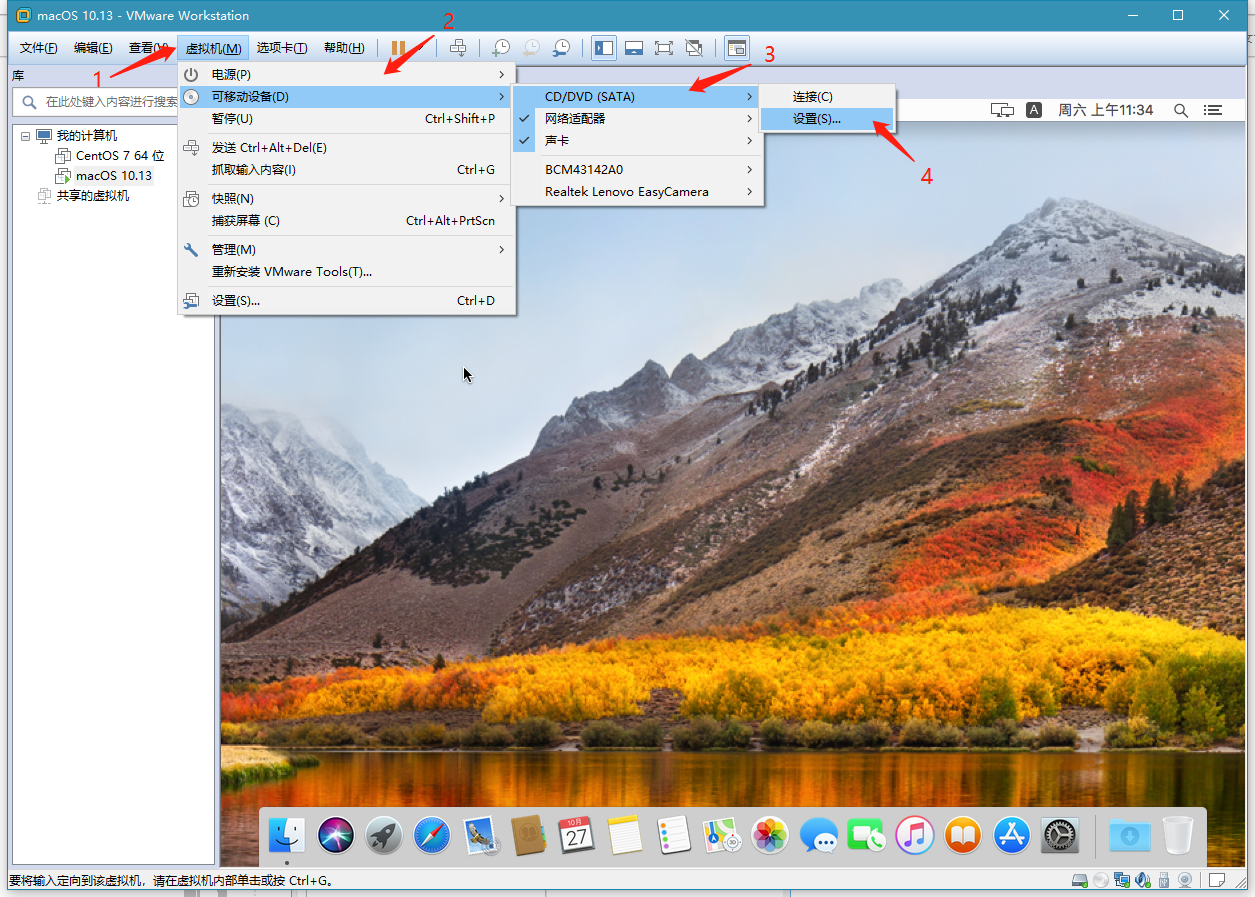 macOS 10.13 - VMware Workstation
2
文件(F) 编辑(E) 查看(V) 虚拟机(M) 选项卡(T) 帮助(H)
3
1
库
在此处键入内容进行搜索
电源(P)
可移动设备(D)
暂停(U) Ctrl+Shift+P
发送 Ctrl+Alt+Del(E)
抓取输入内容(I) Ctrl+G
快照(N)
捕获屏幕 (C) Ctrl+Alt+PrtScn
管理(M)
重新安装 VMware Tools(T)...
设置(S)... Ctrl+D
CD/DVD (SATA)
网络适配器
声卡
BCM43142A0
Realtek Lenovo EasyCamera
连接(C)
设置(S)...
4
A 周六 上午11:34
我的计算机
CentOS 7 64 位
macOS 10.13
共享的虚拟机
10月
27
要将输入定向到该虚拟机，请在虚拟机内部单击或按 Ctrl+G。